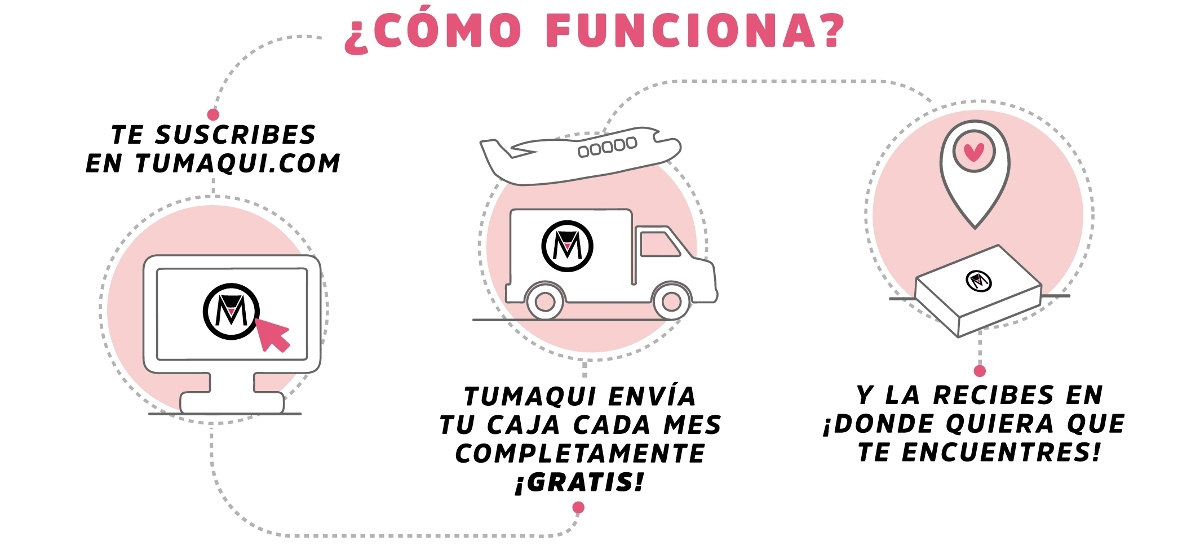 ¿CÓMO FUNCIONA?
TE SUSCRIBES
EN TUMAQUI.COM
M
TUMAQUI ENVÍA
TU CAJA CADA MES
COMPLETAMENTE
¡GRATIS!
M
Y LA RECIBES EN
¡DONDE QUIERA QUE
TE ENCUENTRES!
M